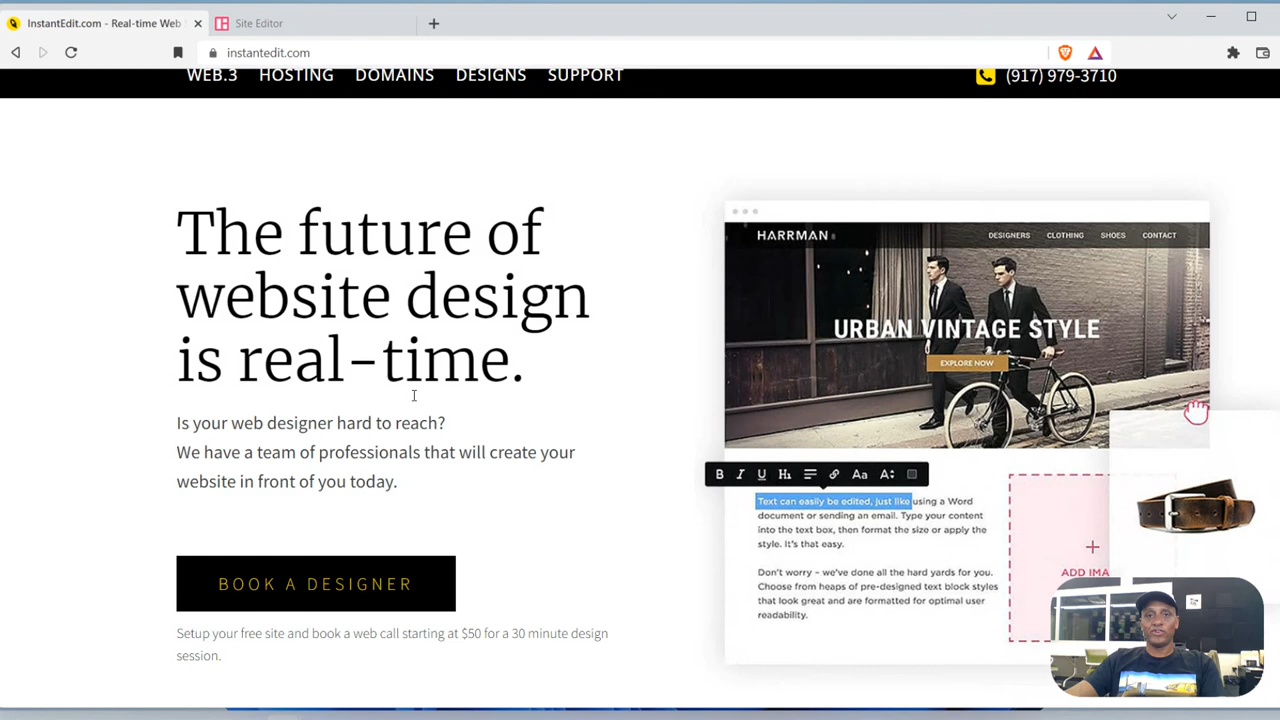 InstantEdit.com - Real-time Web
Site Editor
instantedit.com
WEB.3 HOSTING DOMAINS DESIGNS SUPPORT
(917) 979-3710
The future of
website design
is real-time.
Is your web designer hard to reach?
We have a team of professionals that will create your
website in front of you today.
BOOK A DESIGNER
Setup your free site and book a web call starting at $50 for a 30 minute design
session.
HARRMAN
DESIGNERS CLOTHING SHOES CONTACT
URBAN VINTAGE STYLE
EXPLORE NOW
B I U H1 Aa A
Text can easily be edited, just like using a Word
document or sending an email. Type your content
into the text box, then format the size or apply the
style. It's that easy.
Don't worry – we've done all the hard yards for you.
Choose from heaps of pre-designed text block styles
that look great and are formatted for optimal user
readability.
ADD IMA